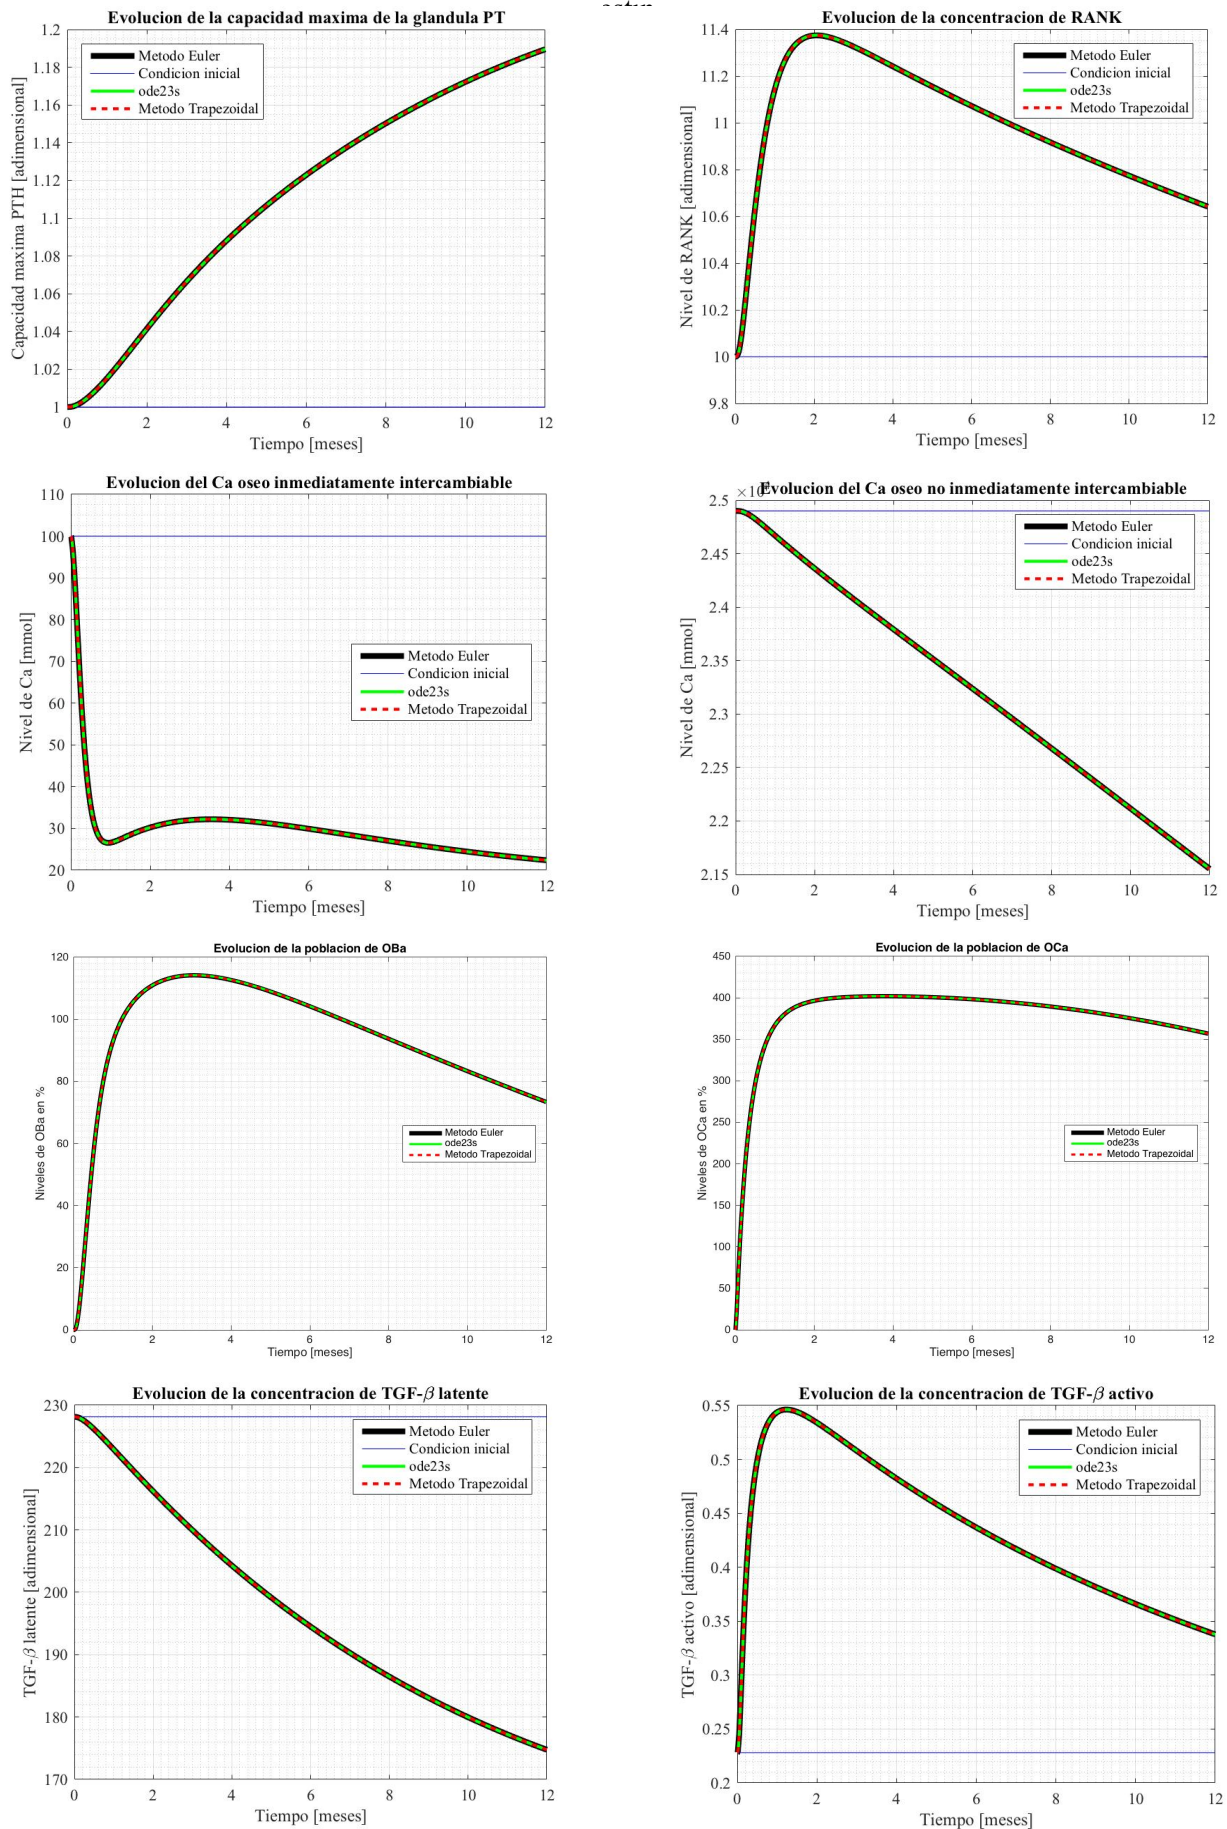 Evolucion de la capacidad maxima de la glandula PT
1.2
1.18
1.16
1.14
1.12
1.1
1.08
1.06
1.04
1.02
1
Capacidad maxima PTH [adimensional]
Metodo Euler
Condicion inicial
ode23s
Metodo Trapezoidal
0 2 4 6 8 10 12
Tiempo [meses]
Evolucion de la concentracion de RANK
11.4
11.2
11
10.8
10.6
10.4
10.2
10
9.8
Nivel de RANK [adimensional]
Metodo Euler
Condicion inicial
ode23s
Metodo Trapezoidal
0 2 4 6 8 10 12
Tiempo [meses]
Evolucion del Ca oseo inmediatamente intercambiable
110
100
90
80
70
60
50
40
30
20
Nivel de Ca [mmol]
Metodo Euler
Condicion inicial
ode23s
Metodo Trapezoidal
0 2 4 6 8 10 12
Tiempo [meses]
Evolucion del Ca oseo no inmediatamente intercambiable
×10
2.5
2.45
2.4
2.35
2.3
2.25
2.2
2.15
Nivel de Ca [mmol]
Metodo Euler
Condicion inicial
ode23s
Metodo Trapezoidal
0 2 4 6 8 10 12
Tiempo [meses]
Evolucion de la poblacion de OBa
120
100
80
60
40
20
0
Niveles de OBa en %
Metodo Euler
ode23s
Metodo Trapezoidal
0 2 4 6 8 10 12
Tiempo [meses]
Evolucion de la poblacion de OCa
450
400
350
300
250
200
150
100
50
0
Niveles de OCa en %
Metodo Euler
ode23s
Metodo Trapezoidal
0 2 4 6 8 10 12
Tiempo [meses]
Evolucion de la concentracion de TGF-β latente
230
220
210
200
190
180
170
TGF-β latente [adimensional]
Metodo Euler
Condicion inicial
ode23s
Metodo Trapezoidal
0 2 4 6 8 10 12
Tiempo [meses]
Evolucion de la concentracion de TGF-β activo
0.55
0.5
0.45
0.4
0.35
0.3
0.25
0.2
TGF-β activo [adimensional]
Metodo Euler
Condicion inicial
ode23s
Metodo Trapezoidal
0 2 4 6 8 10 12
Tiempo [meses]